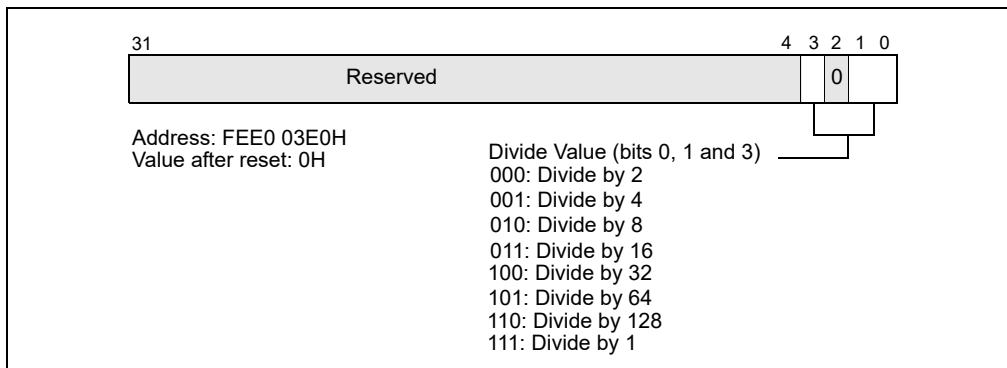 31 4 3 2 1 0
Reserved 0
Address: FEE0 03E0H
Value after reset: 0H
Divide Value (bits 0, 1 and 3)
000: Divide by 2
001: Divide by 4
010: Divide by 8
011: Divide by 16
100: Divide by 32
101: Divide by 64
110: Divide by 128
111: Divide by 1